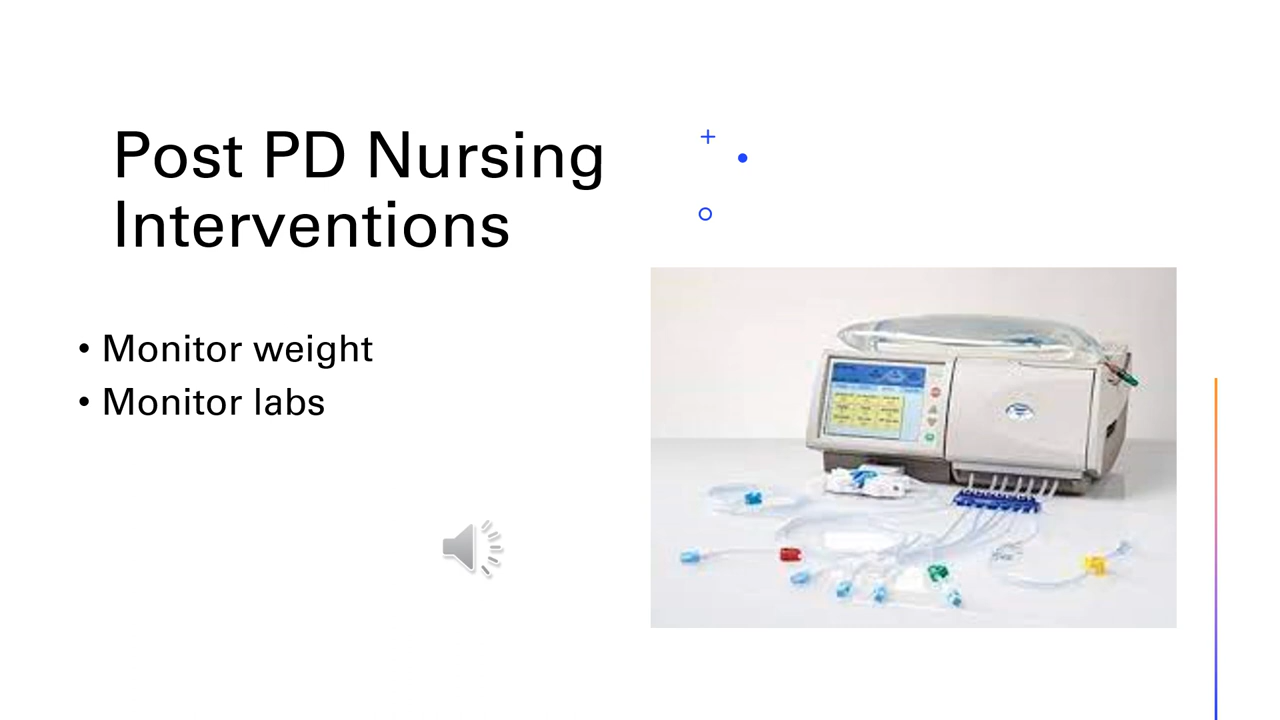 Post PD Nursing
Interventions
• Monitor weight
• Monitor labs